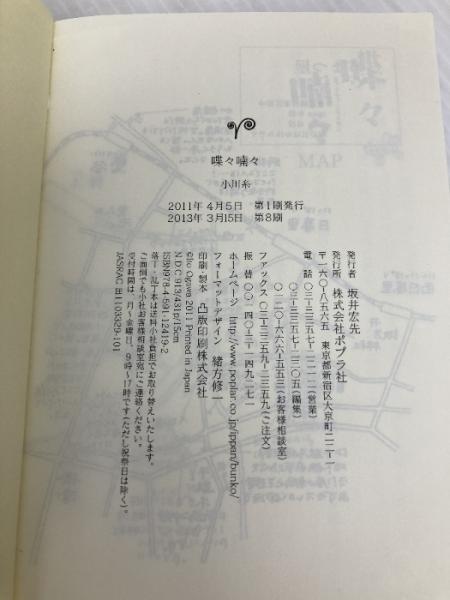 喋々喃々
小川糸
2011年 4月5日 第1刷発行
2013年 3月15日 第8刷
発行者 坂井宏先
発行所 株式会社ポプラ社
〒一六〇-八五六五 東京都新宿区大京町二二-一
電話 〇三-三三五七-二二一二(営業)
〇三-三三五七-二三〇五(編集)
〇一二〇-六六六-五五三(お客様相談室)
ファックス 〇三-三三五九-二三五九(ご注文)
振替 〇〇一四〇-三-一四九二七一
ホームページ http://www.poplar.co.jp/ippan/bunko/
フォーマットデザイン 緒方修一
印刷・製本 凸版印刷株式会社
©Ito Ogawa 2011 Printed in Japan
N.D.C.913/431p/15cm
ISBN978-4-591-12419-2
落丁・乱丁本は送料小社負担でお取り替えいたします。
ご面倒でも小社お客様相談室宛にご連絡ください。
受付時間は、月〜金曜日、9時〜17時です(ただし祝祭日は除く)。
JASRAC 出1103329-101
MAP